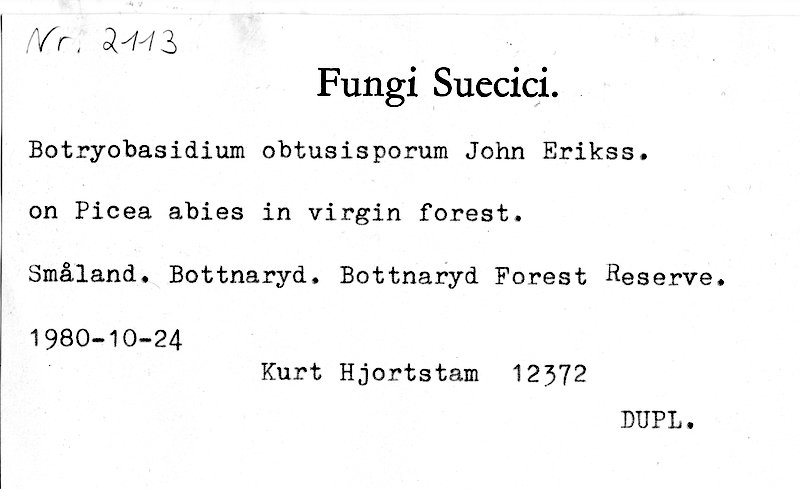 Nr. 2113
Fungi Suecici.
Botryobasidium obtusisporum John Erikss.
on Picea abies in virgin forest.
Småland. Bottnaryd. Bottnaryd Forest Reserve.
1980-10-24
Kurt Hjortstam 12372
DUPL.